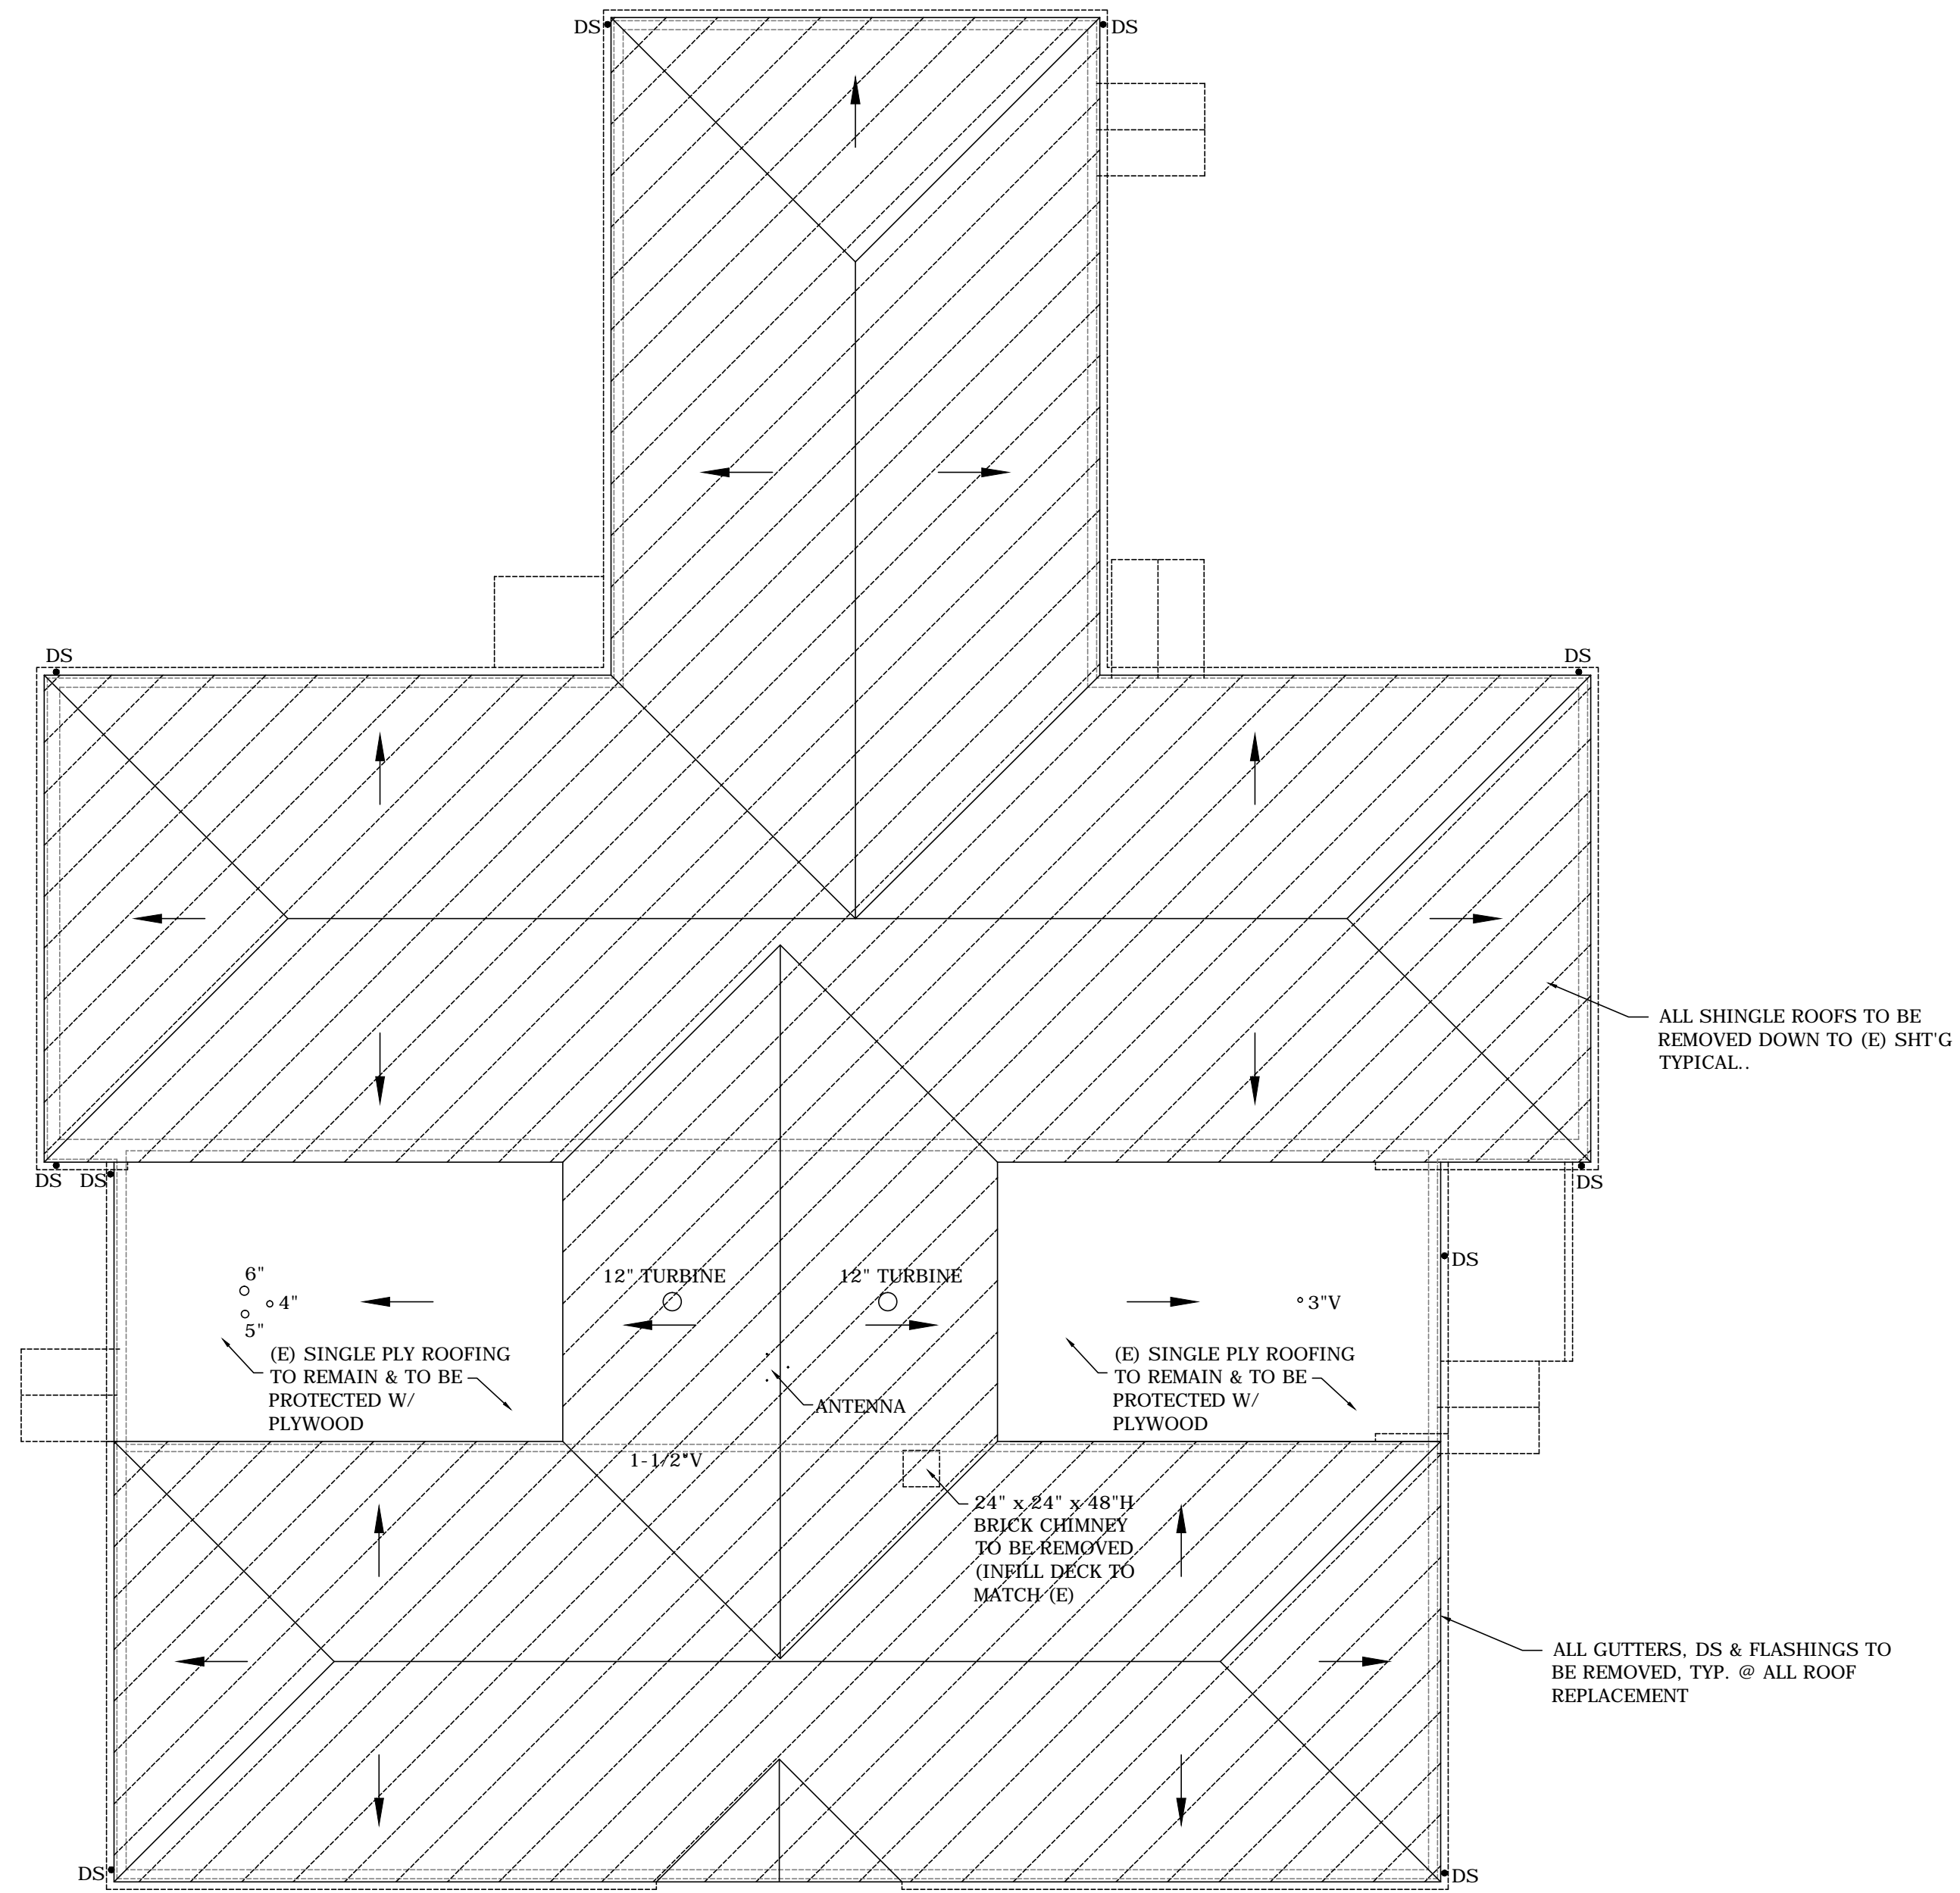 DS
DS
DS
DS
ALL SHINGLE ROOFS TO BE
REMOVED DOWN TO (E) SHT'G
TYPICAL..
DS
DS
DS
DS
6"
4"
5"
12" TURBINE
12" TURBINE
3"V
(E) SINGLE PLY ROOFING
TO REMAIN & TO BE
PROTECTED W/
PLYWOOD
(E) SINGLE PLY ROOFING
TO REMAIN & TO BE
PROTECTED W/
PLYWOOD
ANTENNA
1-1/2"V
24" x 24" x 48"H
BRICK CHIMNEY
TO BE REMOVED
(INFILL DECK TO
MATCH (E)
ALL GUTTERS, DS & FLASHINGS TO
BE REMOVED, TYP. @ ALL ROOF
REPLACEMENT
DS
DS